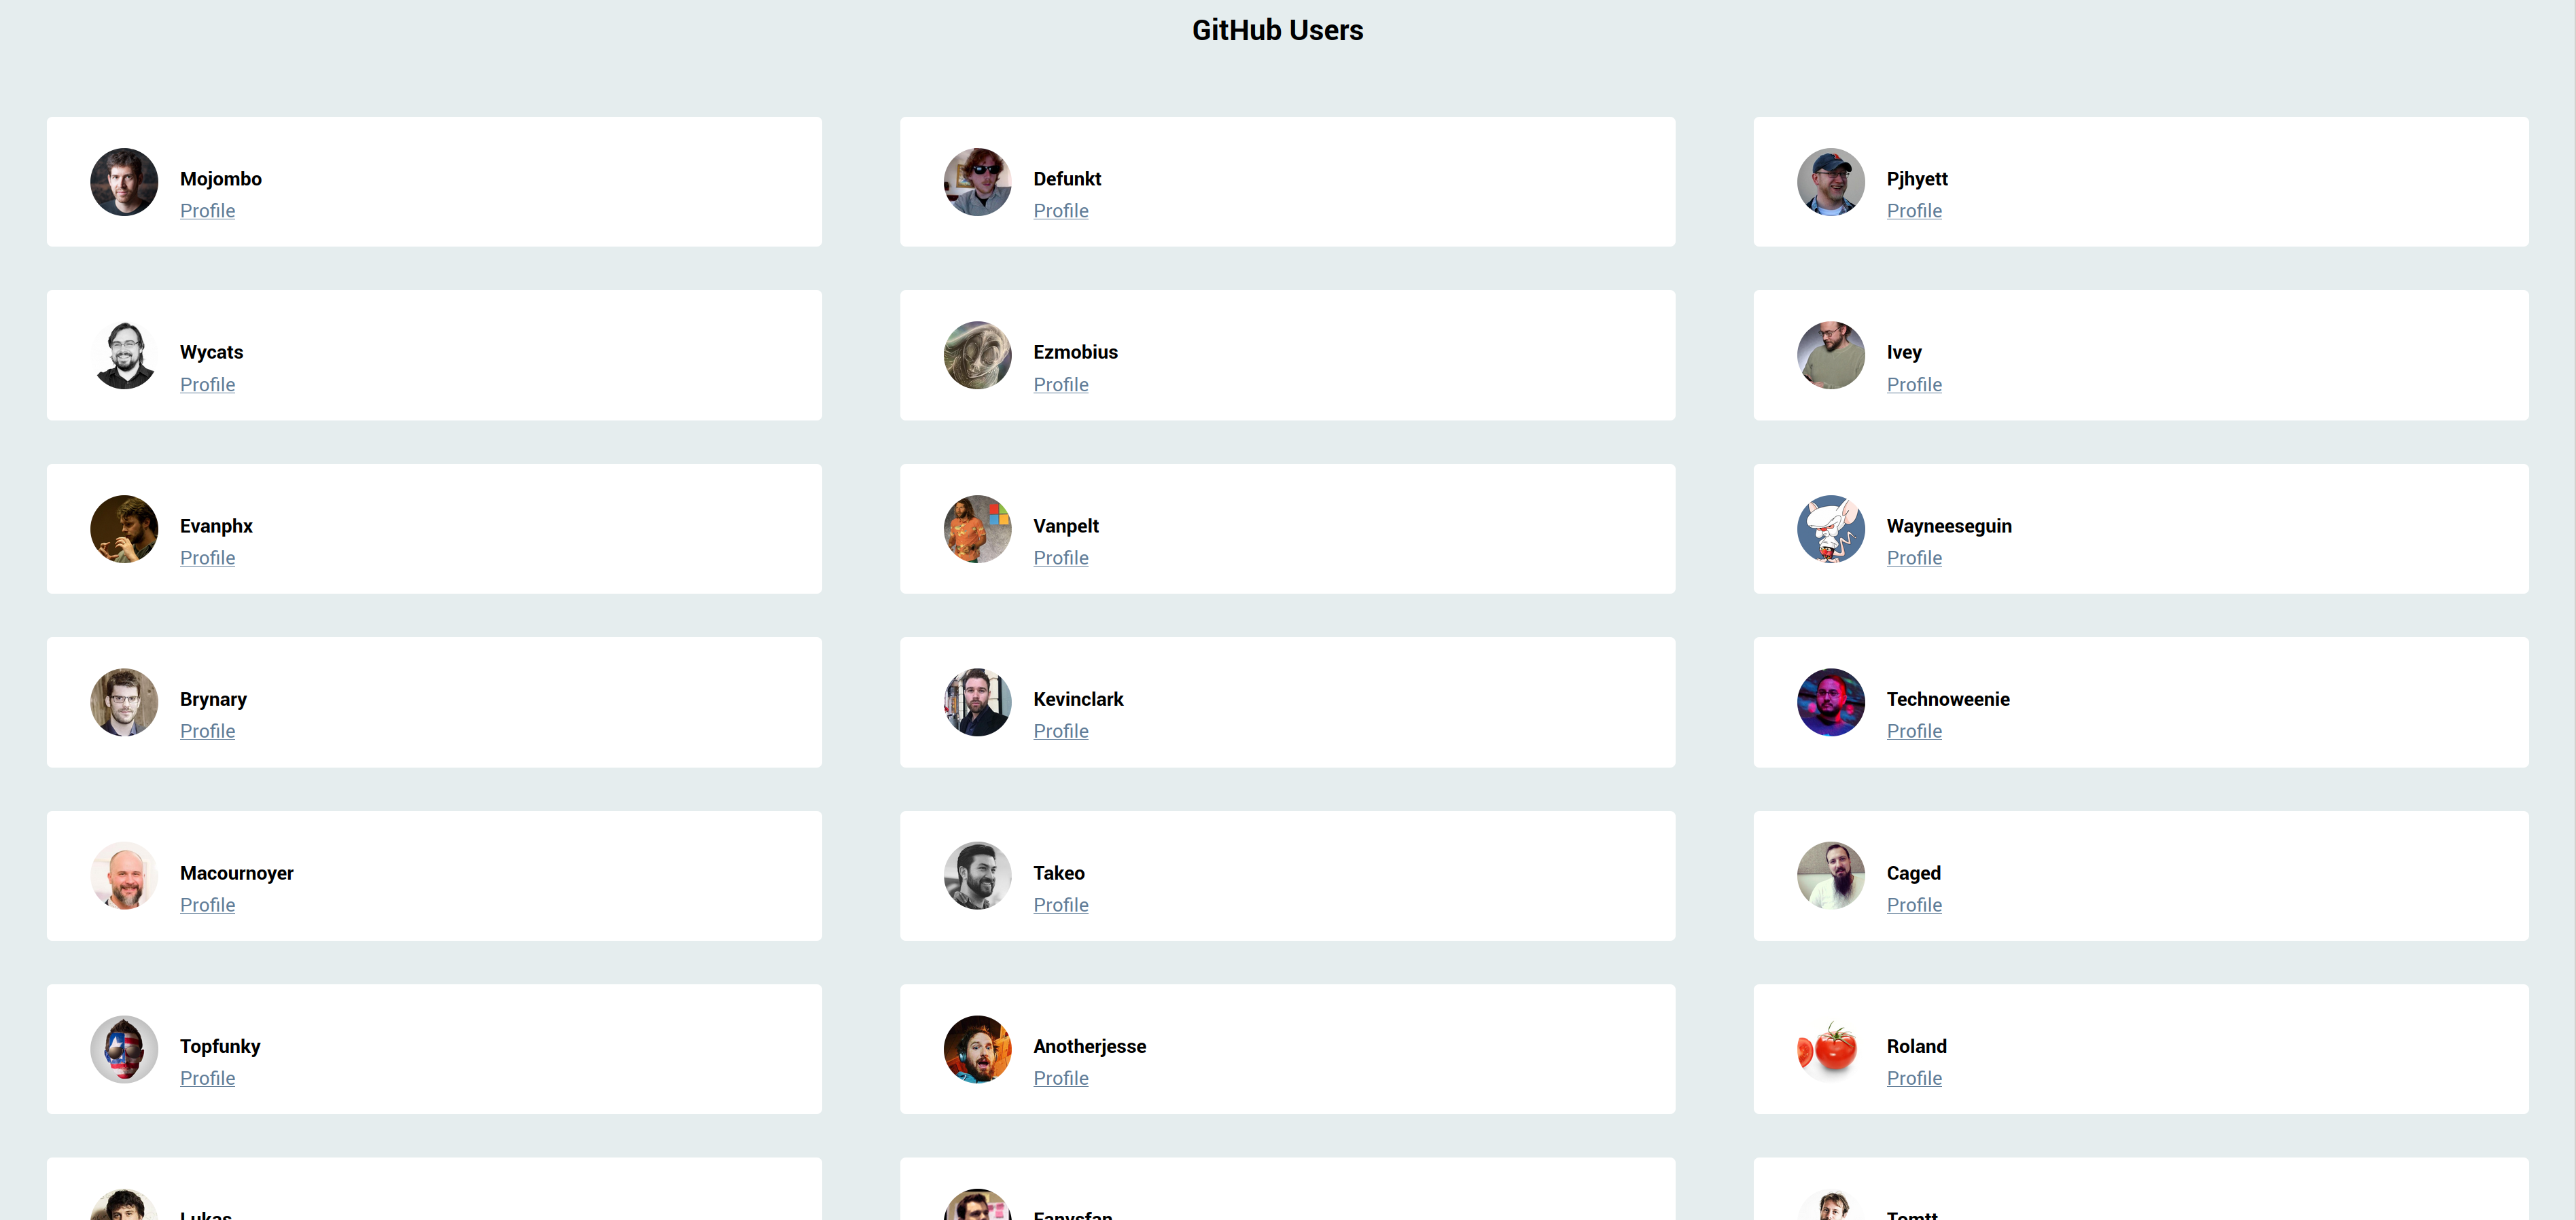 GitHub Users
Mojombo
Profile
Defunkt
Profile
Pjhyett
Profile
Wycats
Profile
Ezmobius
Profile
Ivey
Profile
Evanphx
Profile
Vanpelt
Profile
Wayneeseguin
Profile
Brynary
Profile
Kevinclark
Profile
Technoweenie
Profile
Macournoyer
Profile
Takeo
Profile
Caged
Profile
Topfunky
Profile
Anotherjesse
Profile
Roland
Profile
Lukas
Fanvsfan
Tomtt